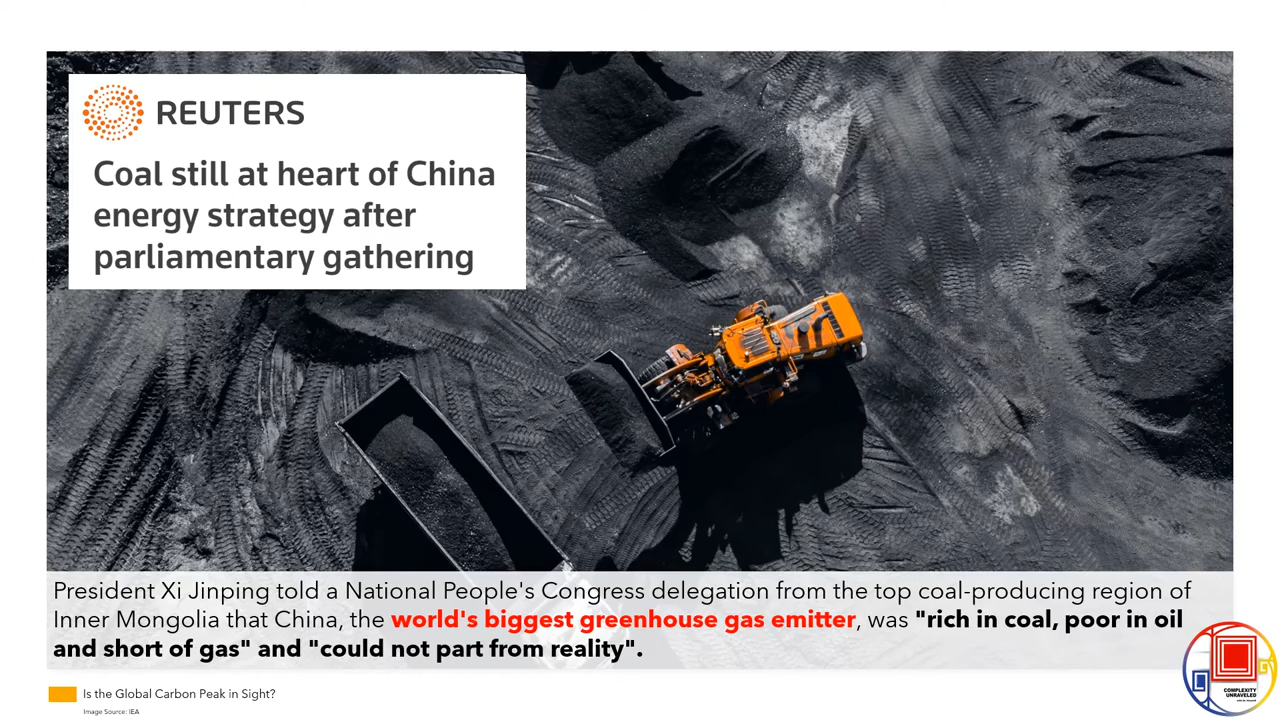 REUTERS
Coal still at heart of China
energy strategy after
parliamentary gathering
President Xi Jinping told a National People's Congress delegation from the top coal-producing region of
Inner Mongolia that China, the world's biggest greenhouse gas emitter, was "rich in coal, poor in oil
and short of gas" and "could not part from reality".
Is the Global Carbon Peak in Sight?
Image Source: IEA
COMPLEXITY
UNRAVELED